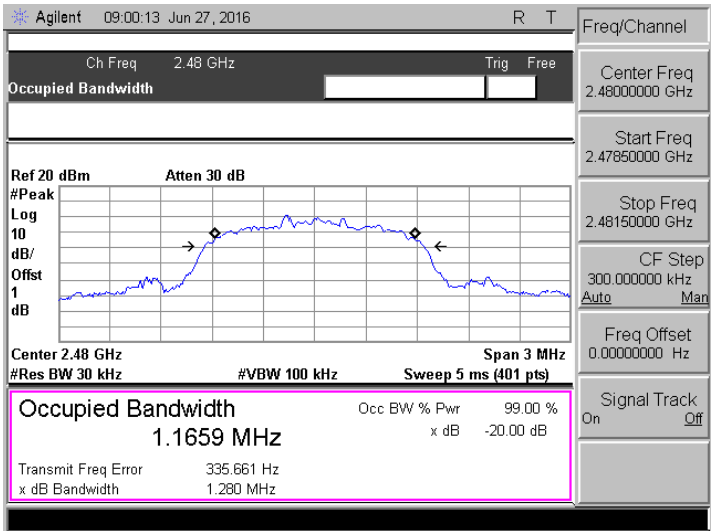 Agilent 09:00:13 Jun 27, 2016 R T
Freq/Channel
Ch Freq 2.48 GHz Trig Free
Occupied Bandwidth
Center Freq
2.48000000 GHz
Start Freq
2.47850000 GHz
Stop Freq
2.48150000 GHz
CF Step
300.000000 kHz
Auto Man
Freq Offset
0.00000000 Hz
Signal Track
On Off
Ref 20 dBm Atten 30 dB
#Peak
Log
10
dB/
Offst
1
dB
Center 2.48 GHz Span 3 MHz
#Res BW 30 kHz #VBW 100 kHz Sweep 5 ms (401 pts)
Occupied Bandwidth Occ BW % Pwr 99.00 %
1.1659 MHz x dB -20.00 dB
Transmit Freq Error 335.661 Hz
x dB Bandwidth 1.280 MHz